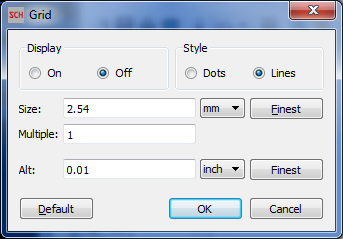 SCH Grid
Display Style
On Off Dots Lines
Size: 2.54 mm Finest
Multiple: 1
Alt: 0.01 inch Finest
Default OK Cancel